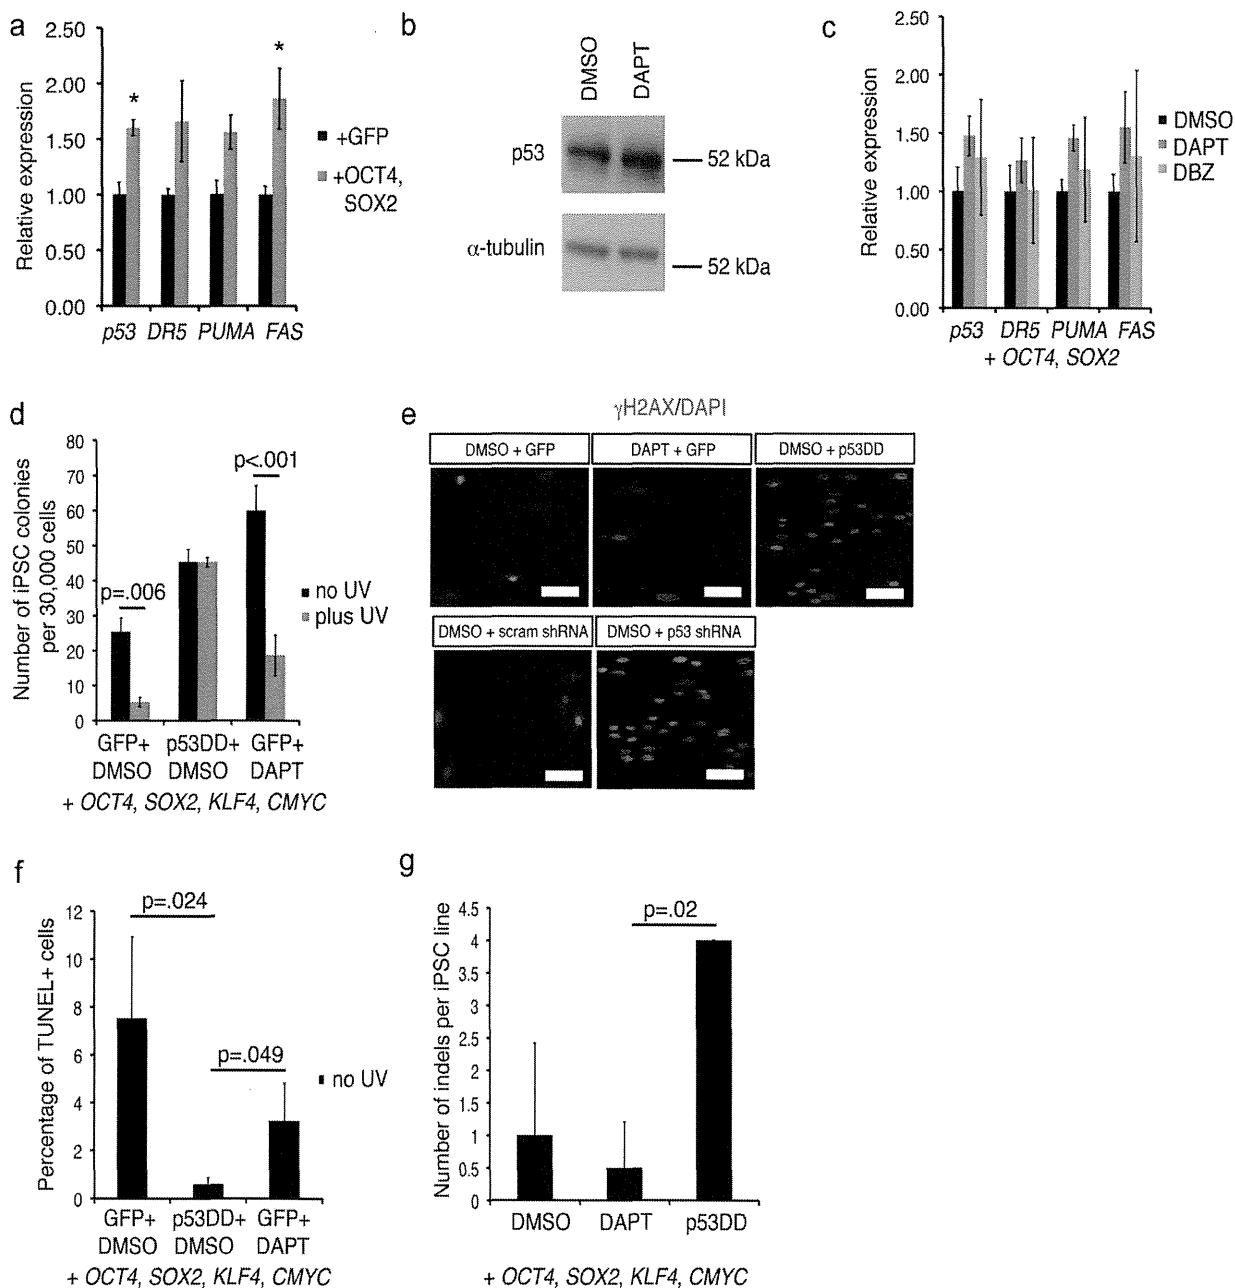 a
2.50
2.00
1.50
1.00
0.50
0.00
Relative expression
*
*
+GFP
+OCT4,
SOX2
p53 DR5 PUMA FAS
b
DMSO
DAPT
p53
52 kDa
α-tubulin
52 kDa
c
2.50
2.00
1.50
1.00
0.50
0.00
Relative expression
DMSO
DAPT
DBZ
p53 DR5 PUMA FAS
+ OCT4, SOX2
d
80
70
60
50
40
30
20
10
0
Number of iPSC colonies
per 30,000 cells
p=.006
p<.001
no UV
plus UV
GFP+ p53DD+ GFP+
DMSO DMSO DAPT
+ OCT4, SOX2, KLF4, CMYC
e
γH2AX/DAPI
DMSO + GFP
DAPT + GFP
DMSO + p53DD
DMSO + scram shRNA
DMSO + p53 shRNA
f
12
10
8
6
4
2
0
Percentage of TUNEL+ cells
p=.024
p=.049
no UV
GFP+ p53DD+ GFP+
DMSO DMSO DAPT
+ OCT4, SOX2, KLF4, CMYC
g
4.5
4
3.5
3
2.5
2
1.5
1
0.5
0
Number of indels per iPSC line
p=.02
DMSO DAPT p53DD
+ OCT4, SOX2, KLF4, CMYC